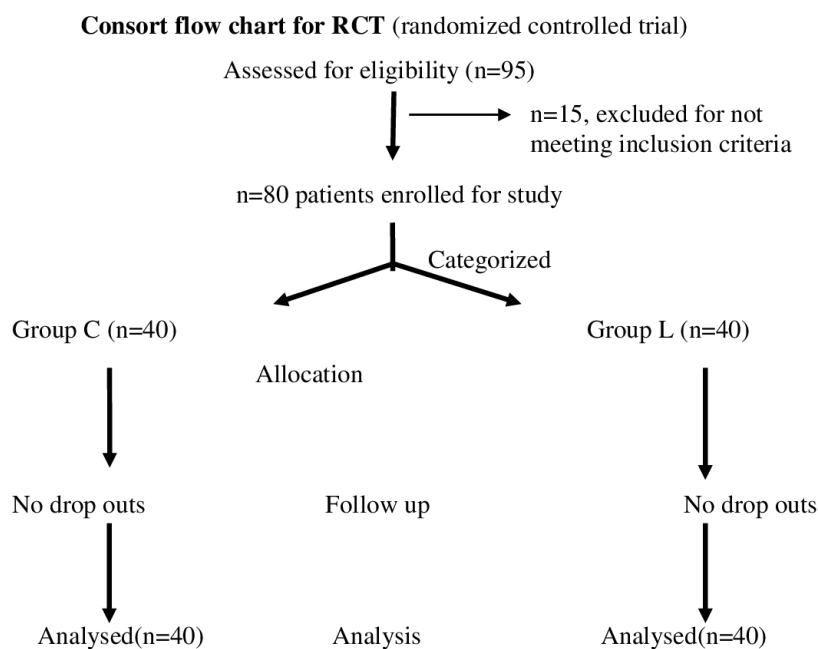 Consort flow chart for RCT (randomized controlled trial)
Assessed for eligibility (n=95)
n=15, excluded for not
meeting inclusion criteria
n=80 patients enrolled for study
Categorized
Group C (n=40)
Group L (n=40)
Allocation
No drop outs
Follow up
No drop outs
Analysed(n=40)
Analysis
Analysed(n=40)